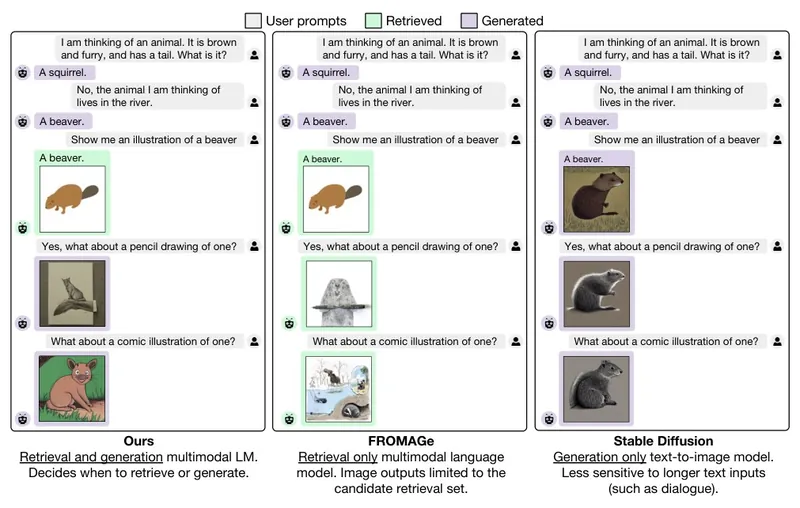 User prompts
Retrieved
Generated
I am thinking of an animal. It is brown
and furry, and has a tail. What is it?
A squirrel.
No, the animal I am thinking of
lives in the river.
A beaver.
Show me an illustration of a beaver
A beaver.
Yes, what about a pencil drawing of one?
What about a comic illustration of one?
Ours
Retrieval and generation multimodal LM.
Decides when to retrieve or generate.
I am thinking of an animal. It is brown
and furry, and has a tail. What is it?
A squirrel.
No, the animal I am thinking of
lives in the river.
A beaver.
Show me an illustration of a beaver
A beaver.
Yes, what about a pencil drawing of one?
What about a comic illustration of one?
FROMAGe
Retrieval only multimodal language
model. Image outputs limited to the
candidate retrieval set.
I am thinking of an animal. It is brown
and furry, and has a tail. What is it?
A squirrel.
No, the animal I am thinking of
lives in the river.
A beaver.
Show me an illustration of a beaver
A beaver.
Yes, what about a pencil drawing of one?
What about a comic illustration of one?
Stable Diffusion
Generation only text-to-image model.
Less sensitive to longer text inputs
(such as dialogue).